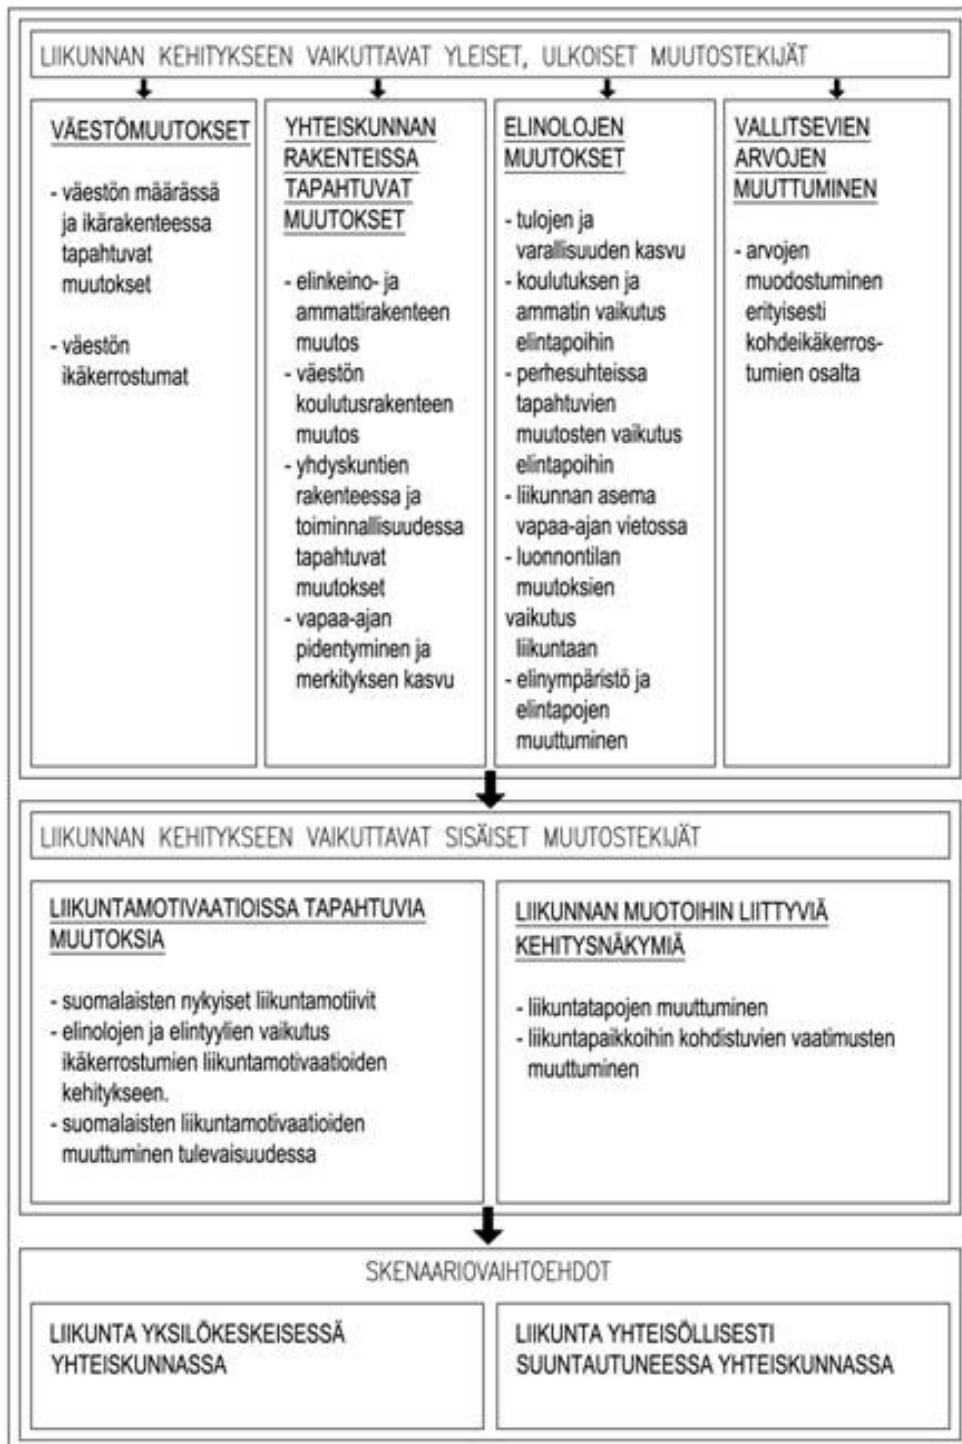 LIIKUNNAN KEHITYKSEEN VAIKUTTAVAT YLEISET, ULKOISET MUUTOSTEKIJÄT
VÄESTÖMUUTOKSET
- väestön määrässä
ja ikärakenteessa
tapahtuvat
muutokset
- väestön
ikäkerrostumat
YHTEISKUNNAN
RAKENTEISSA
TAPAHTUVAT
MUUTOKSET
- elinkeino- ja
ammattirakenteen
muutos
- väestön
koulutusrakenteen
muutos
- yhdyskuntien
rakenteessa ja
toiminnallisuudessa
tapahtuvat
muutokset
- vapaa-ajan
pidentyminen ja
merkityksen kasvu
ELINOLOJEN
MUUTOKSET
- tulojen ja
varallisuuden kasvu
- koulutuksen ja
ammatin vaikutus
elintapoihin
- perhesuhteissa
tapahtuvien
muutosten vaikutus
elintapoihin
- liikunnan asema
vapaa-ajan vietossa
- luonnontilan
muutoksien
vaikutus
liikuntaan
- elinympäristö ja
elintapojen
muuttuminen
VALLITSEVIEN
ARVOJEN
MUUTTUMINEN
- arvojen
muodostuminen
erityisesti
kohdeikäkerros-
tumien osalta
LIIKUNNAN KEHITYKSEEN VAIKUTTAVAT SISÄISET MUUTOSTEKIJÄT
LIIKUNTAMOTIVAATIOISSA TAPAHTUVIA
MUUTOKSIA
- suomalaisten nykyiset liikuntamotiivit
- elinolojen ja elintyylien vaikutus
ikäkerrostumien liikuntamotivaatioiden
kehitykseen.
- suomalaisten liikuntamotivaatioiden
muuttuminen tulevaisuudessa
LIIKUNNAN MUOTOIHIN LIITTYVIÄ
KEHITYSNÄKYMIÄ
- liikuntatapojen muuttuminen
- liikuntapaikkoihin kohdistuvien vaatimusten
muuttuminen
SKENAARIOVAIHTOEHDOT
LIIKUNTA YKSILÖKESKEISESSÄ
YHTEISKUNNASSA
LIIKUNTA YHTEISÖLLISESTI
SUUNTAUTUNEESSA YHTEISKUNNASSA